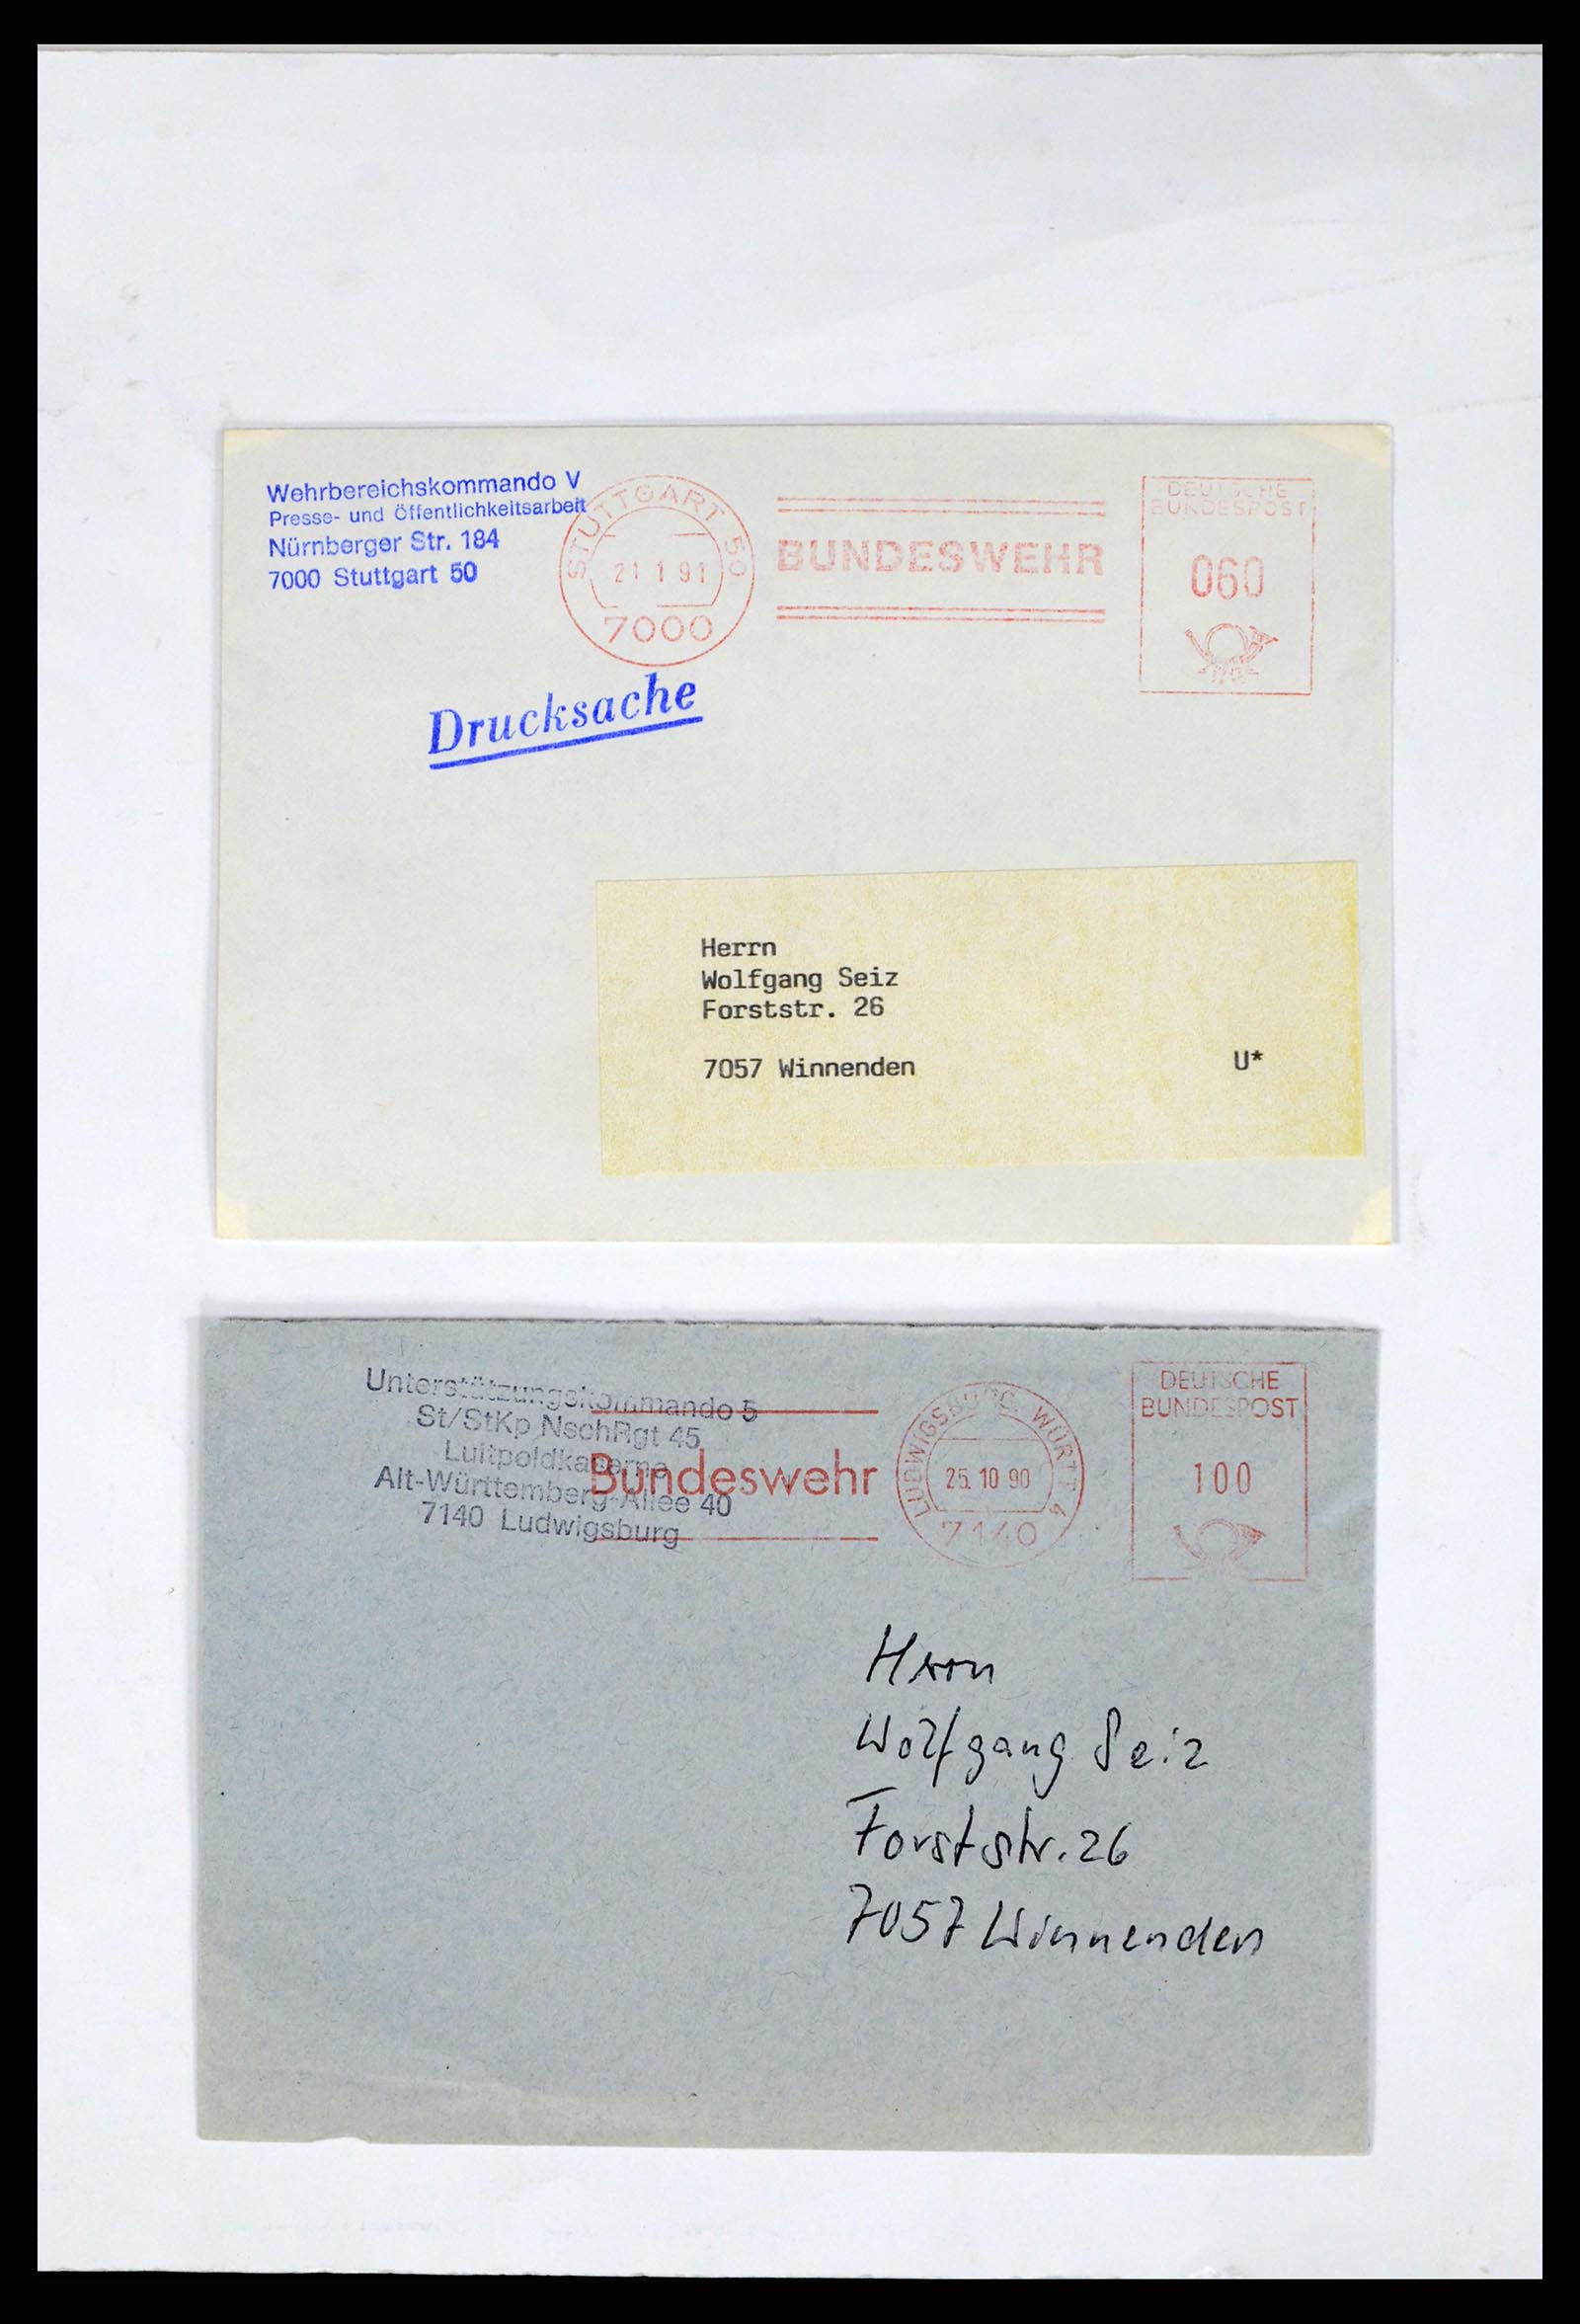 Wehrbereichskommando V
Presse- und Öffentlichkeitsarbeit
Nürnberger Str. 184
7000 Stuttgart 50
STUTTGART 50
21 1 91
7000
BUNDESWEHR
DEUTSCHE
BUNDESPOST
060
Drucksache
Herrn
Wolfgang Seiz
Forststr. 26
7057 Winnenden U*
Unterstützungskommando 5
St/StKp NschRgt 45
Luitpoldkaserne
Alt-Württemberg-Allee 40
7140 Ludwigsburg
Bundeswehr
LUDWIGSBURG, WÜRTT 4
25. 10 90
7140
DEUTSCHE
BUNDESPOST
100
Herrn
Wolfgang Seiz
Forststr. 26
7057 Winnenden